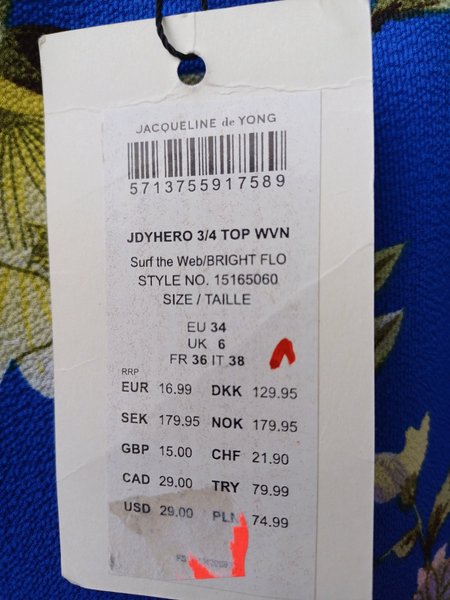 JACQUELINE de YONG
5713755917589
JDYHERO 3/4 TOP WVN
Surf the Web/BRIGHT FLO
STYLE NO. 15165060
SIZE / TAILLE
EU 34
UK 6
FR 36 IT 38
RRP
EUR 16.99 DKK 129.95
SEK 179.95 NOK 179.95
GBP 15.00 CHF 21.90
CAD 29.00 TRY 79.99
USD 29.00 PLN 74.99